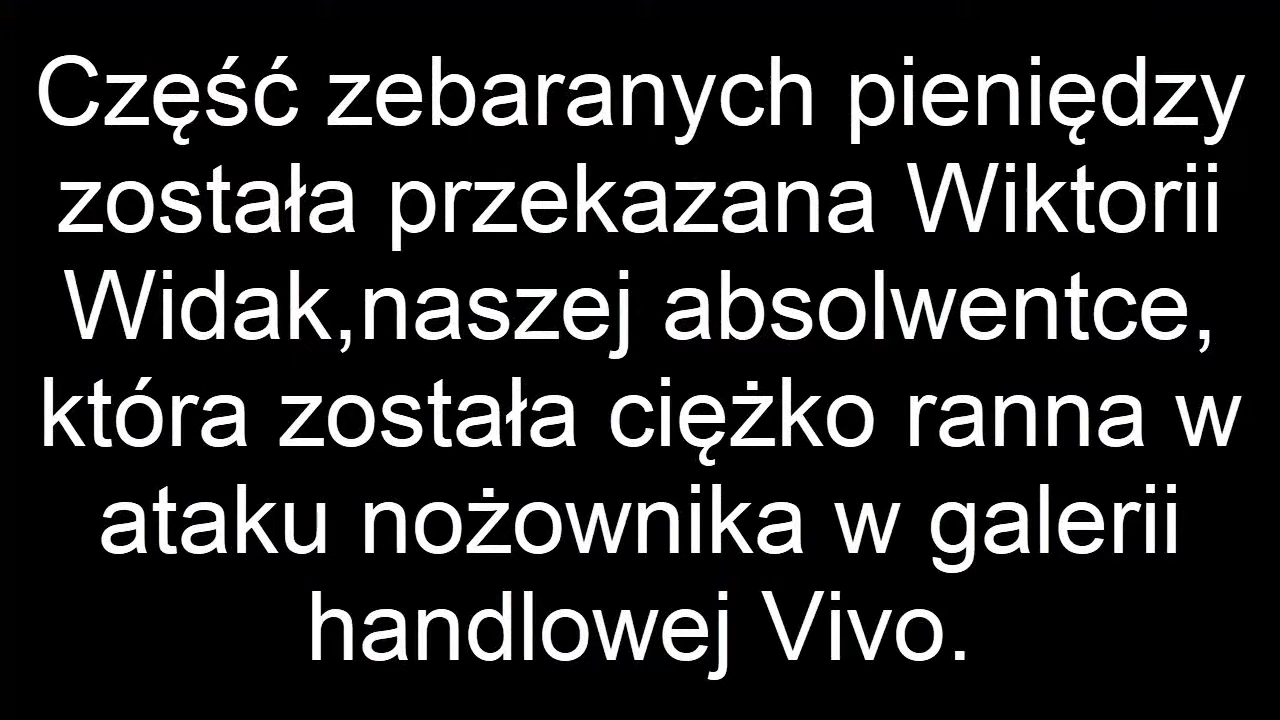 Część zebaranych pieniędzy
została przekazana Wiktorii
Widak,naszej absolwentce,
która została ciężko ranna w
ataku nożownika w galerii
handlowej Vivo.